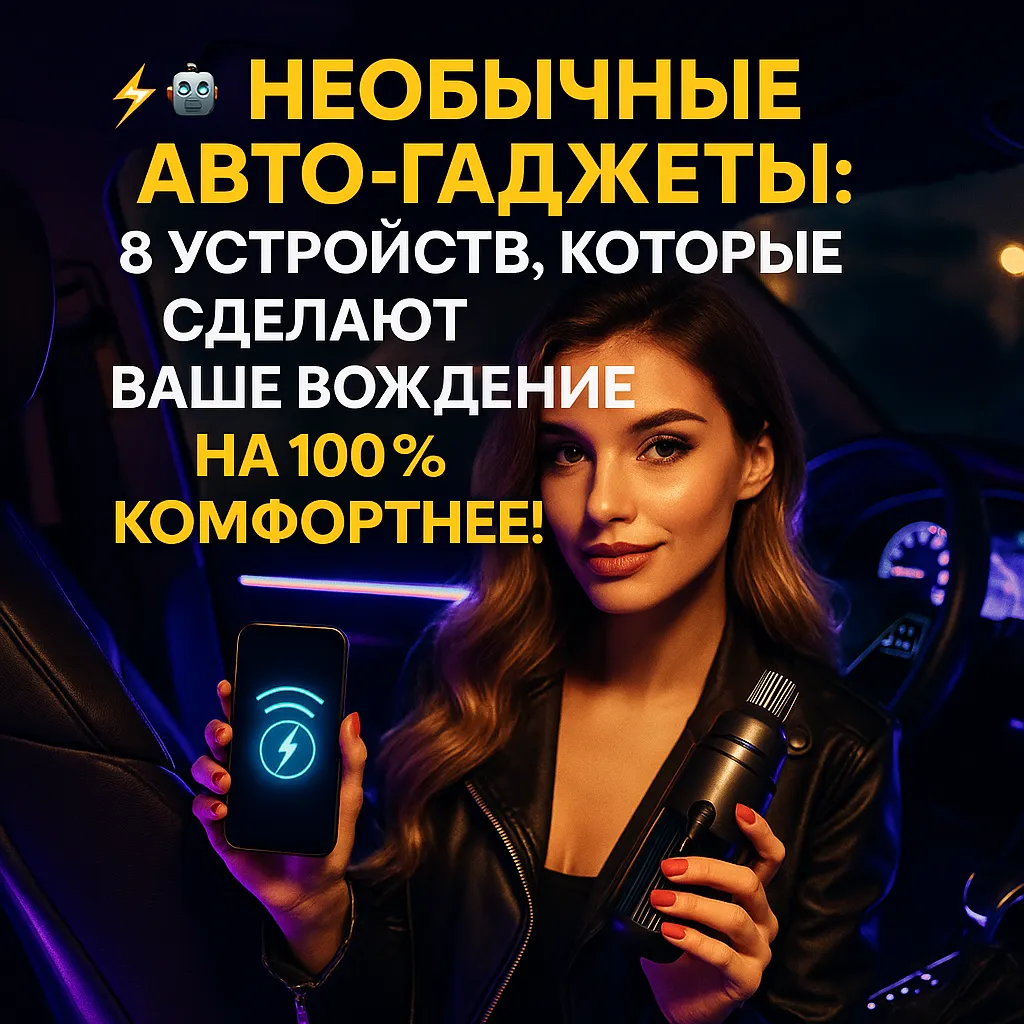 ⚡🤖 НЕОБЫЧНЫЕ
АВТО-ГАДЖЕТЫ:
8 УСТРОЙСТВ, КОТОРЫЕ
СДЕЛАЮТ
ВАШЕ ВОЖДЕНИЕ
НА 100%
КОМФОРТНЕЕ!